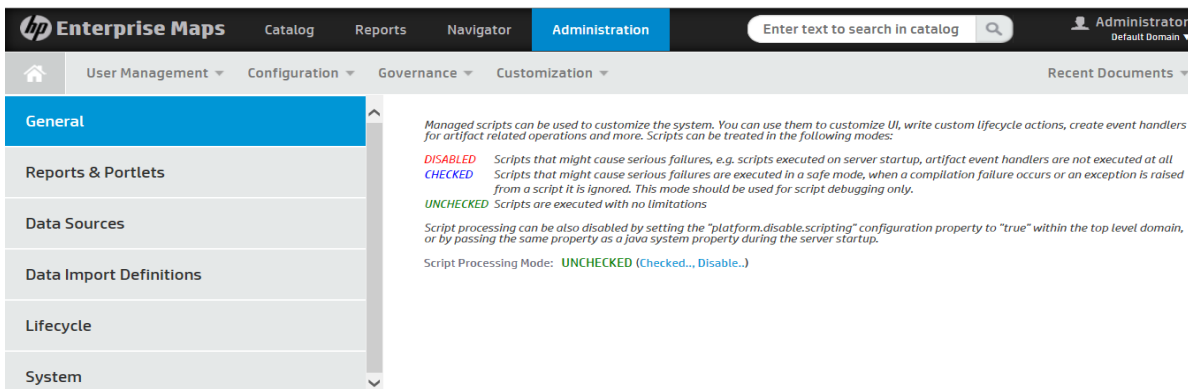 hp Enterprise Maps Catalog Reports Navigator Administration Enter text to search in catalog Administrator
Default Domain
User Management Configuration Governance Customization Recent Documents
General
Reports & Portlets
Data Sources
Data Import Definitions
Lifecycle
System
Managed scripts can be used to customize the system. You can use them to customize UI, write custom lifecycle actions, create event handlers
for artifact related operations and more. Scripts can be treated in the following modes:
DISABLED Scripts that might cause serious failures, e.g. scripts executed on server startup, artifact event handlers are not executed at all
CHECKED Scripts that might cause serious failures are executed in a safe mode, when a compilation failure occurs or an exception is raised
from a script it is ignored. This mode should be used for script debugging only.
UNCHECKED Scripts are executed with no limitations
Script processing can be also disabled by setting the "platform.disable.scripting" configuration property to "true" within the top level domain,
or by passing the same property as a java system property during the server startup.
Script Processing Mode: UNCHECKED (Checked.., Disable..)